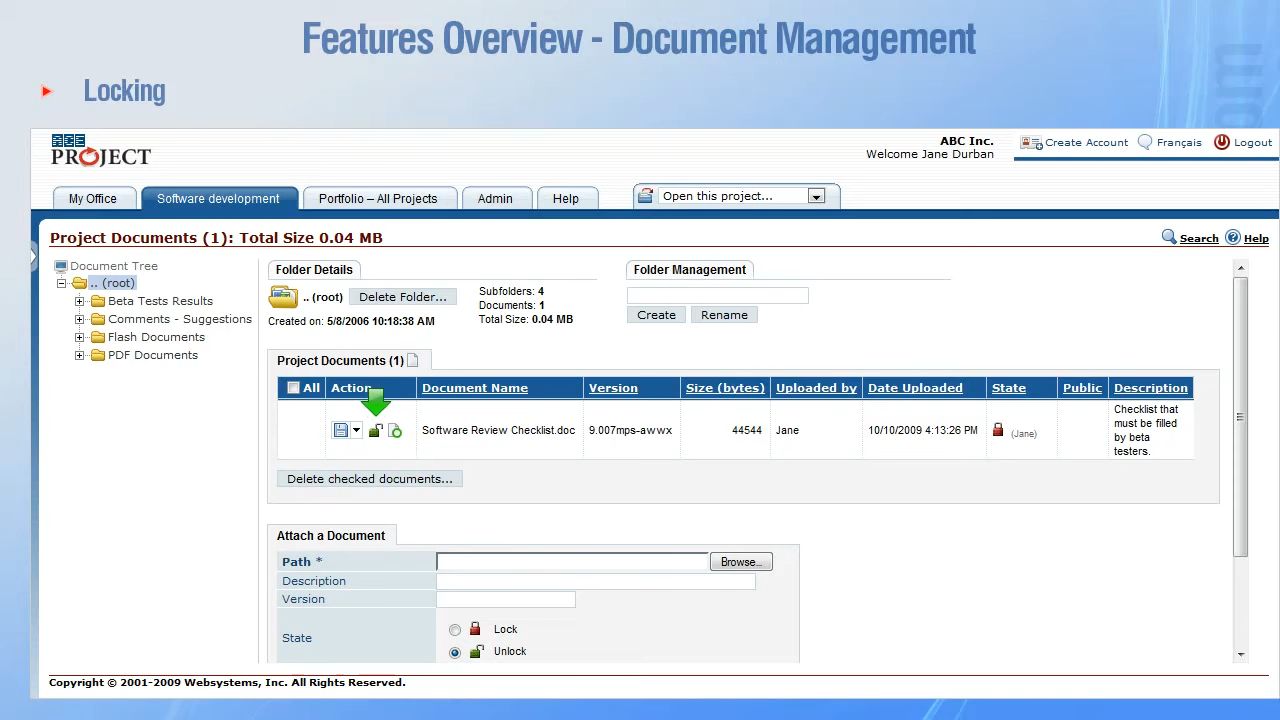 Features Overview - Document Management
Locking
PROJECT
ABC Inc.
Welcome Jane Durban
Create Account
Français
Logout
My Office
Software development
Portfolio – All Projects
Admin
Help
Open this project...
Project Documents (1): Total Size 0.04 MB
Search
Help
Document Tree
.. (root)
Beta Tests Results
Comments - Suggestions
Flash Documents
PDF Documents
Folder Details
.. (root)
Delete Folder...
Created on: 5/8/2006 10:18:38 AM
Subfolders: 4
Documents: 1
Total Size: 0.04 MB
Folder Management
Create
Rename
Project Documents (1)
All Action Document Name Version Size (bytes) Uploaded by Date Uploaded State Public Description
Software Review Checklist.doc 9.007mps-awwx 44544 Jane 10/10/2009 4:13:26 PM (Jane)
Checklist that
must be filled
by beta
testers.
Delete checked documents...
Attach a Document
Path *
Browse...
Description
Version
State
Lock
Unlock
Copyright © 2001-2009 Websystems, Inc. All Rights Reserved.
om